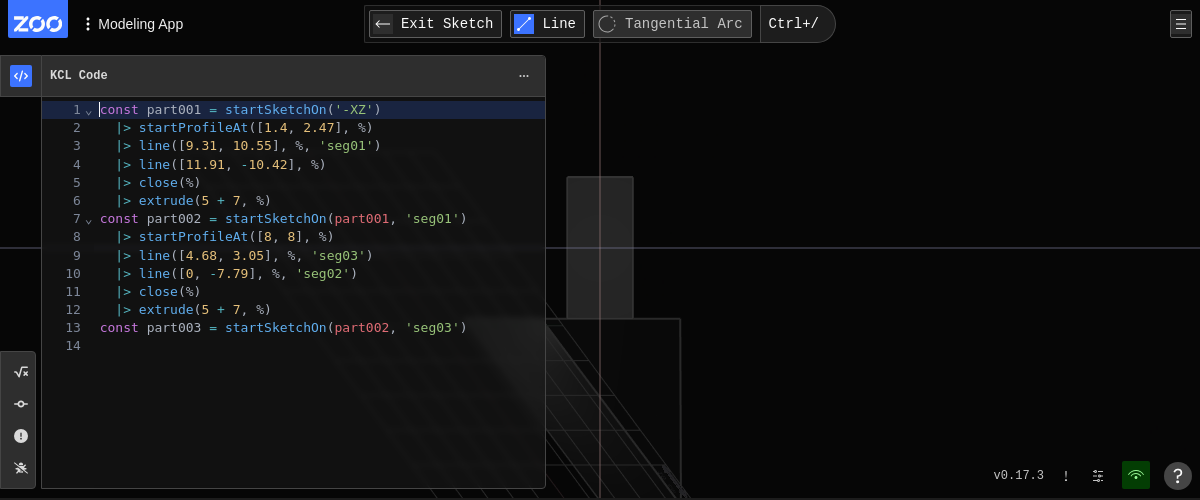 ZOO
Modeling App
Exit Sketch
Line
Tangential Arc
Ctrl+/
KCL Code
1 const part001 = startSketchOn('-XZ')
2   |> startProfileAt([1.4, 2.47], %)
3   |> line([9.31, 10.55], %, 'seg01')
4   |> line([11.91, -10.42], %)
5   |> close(%)
6   |> extrude(5 + 7, %)
7 const part002 = startSketchOn(part001, 'seg01')
8   |> startProfileAt([8, 8], %)
9   |> line([4.68, 3.05], %, 'seg03')
10   |> line([0, -7.79], %, 'seg02')
11   |> close(%)
12   |> extrude(5 + 7, %)
13 const part003 = startSketchOn(part002, 'seg03')
14
v0.17.3